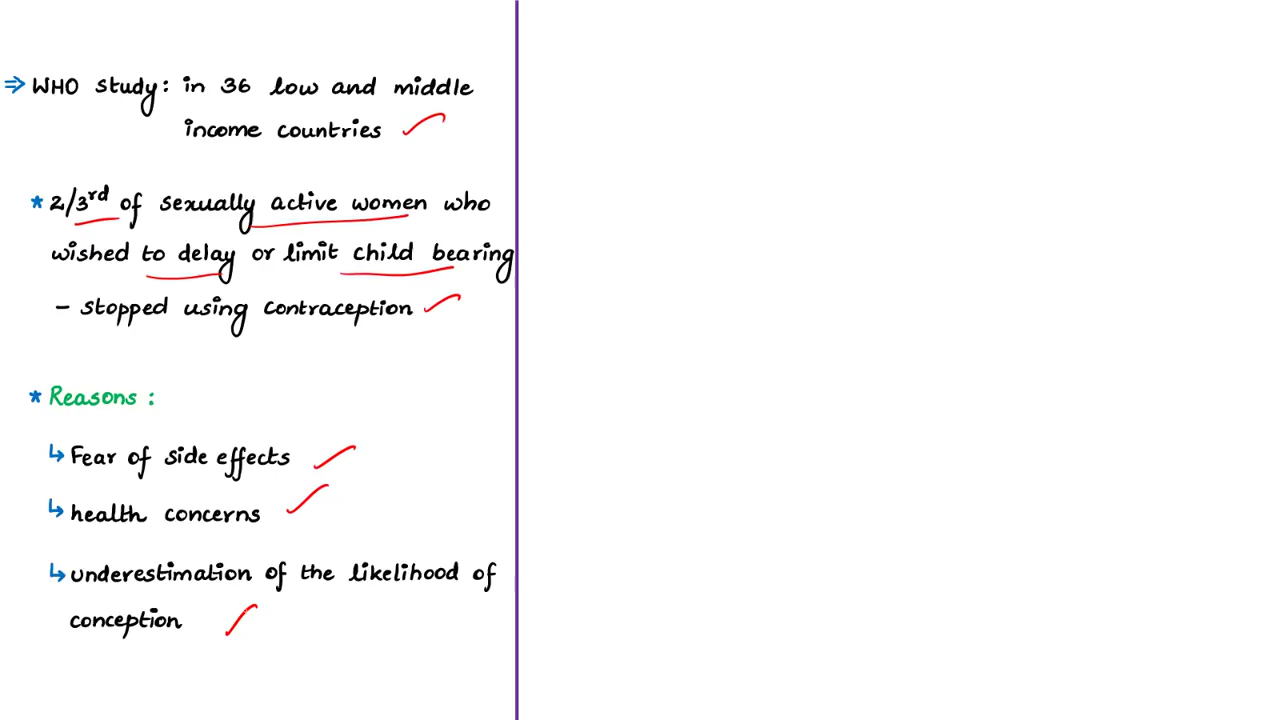 ⇒ WHO study: in 36 low and middle
income countries
* 2/3rd of sexually active women who
wished to delay or limit child bearing
- stopped using contraception
* Reasons :
↳ Fear of side effects
↳ health concerns
↳ underestimation of the likelihood of
conception